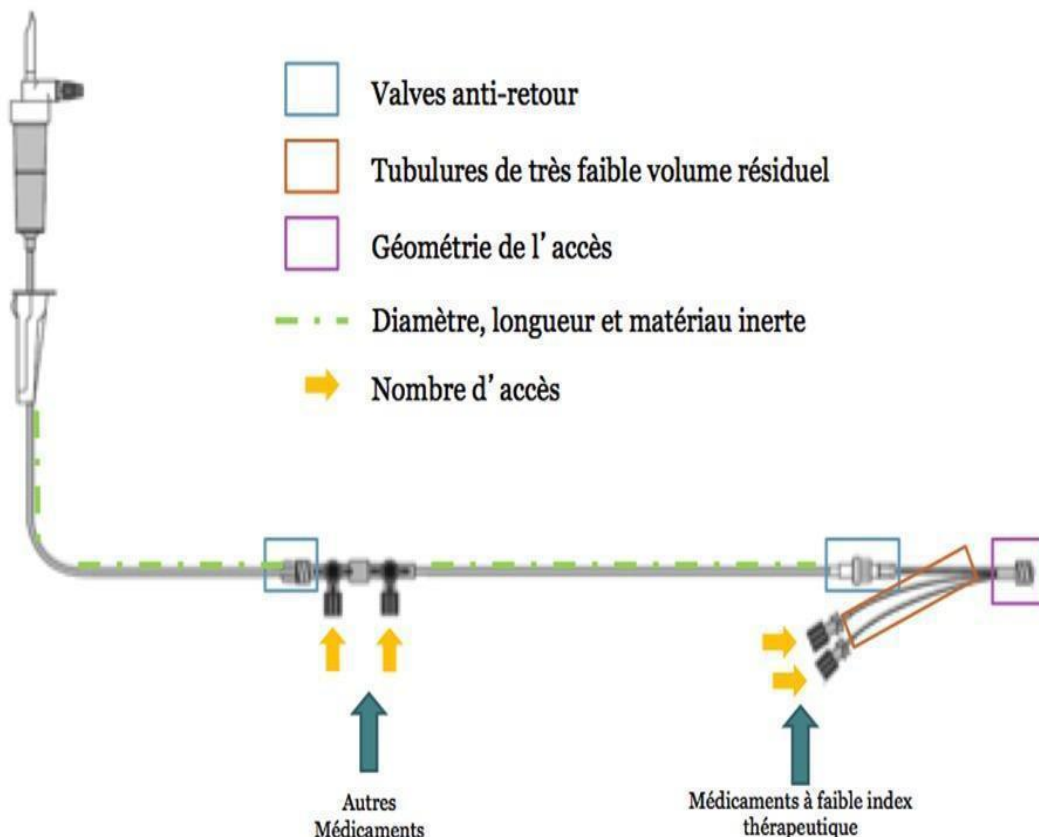 Valves anti-retour
Tubulures de très faible volume résiduel
Géométrie de l’ accès
Diamètre, longueur et matériau inerte
Nombre d’ accès
Autres
Médicaments
Médicaments à faible index
thérapeutique